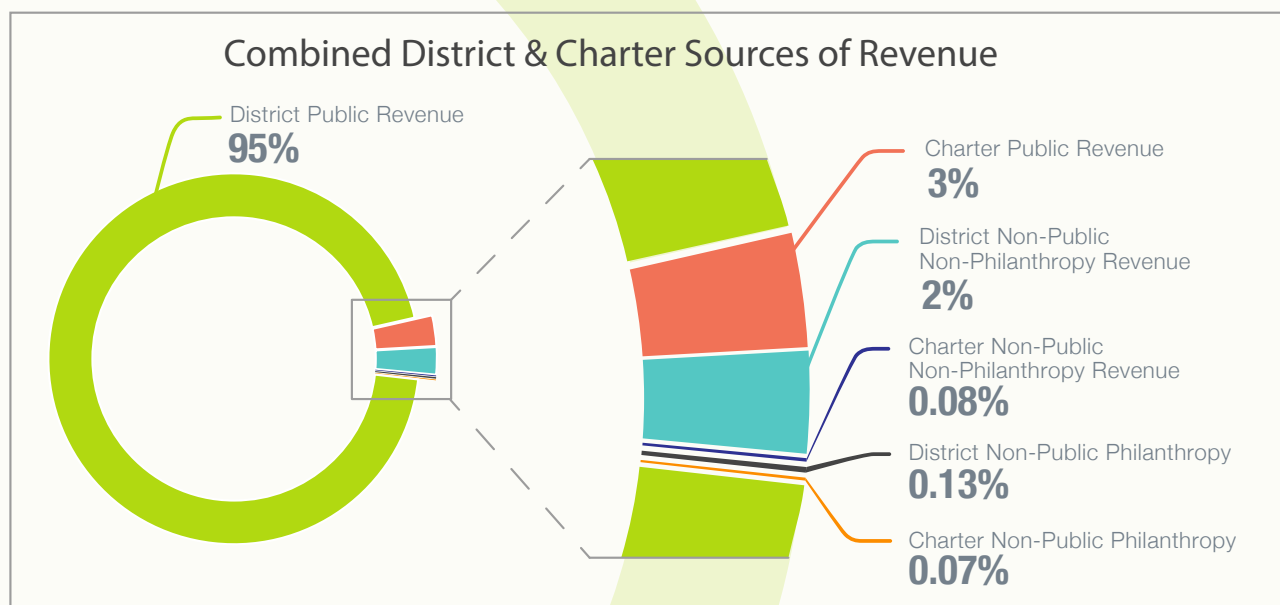 Combined District & Charter Sources of Revenue
District Public Revenue
95%
Charter Public Revenue
3%
District Non-Public
Non-Philanthropy Revenue
2%
Charter Non-Public
Non-Philanthropy Revenue
0.08%
District Non-Public Philanthropy
0.13%
Charter Non-Public Philanthropy
0.07%